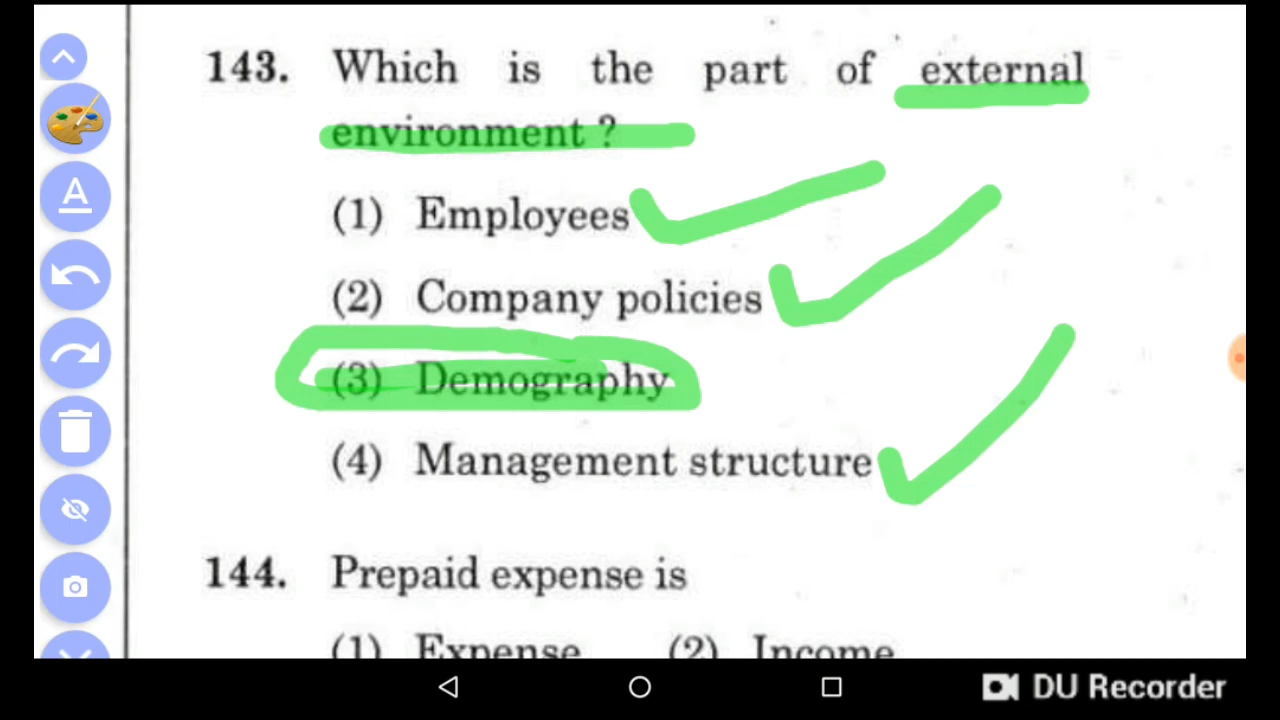 143. Which is the part of external
environment ?
(1) Employees
(2) Company policies
(3) Demography
(4) Management structure
144. Prepaid expense is
(1) Expense (2) Income
A
DU Recorder